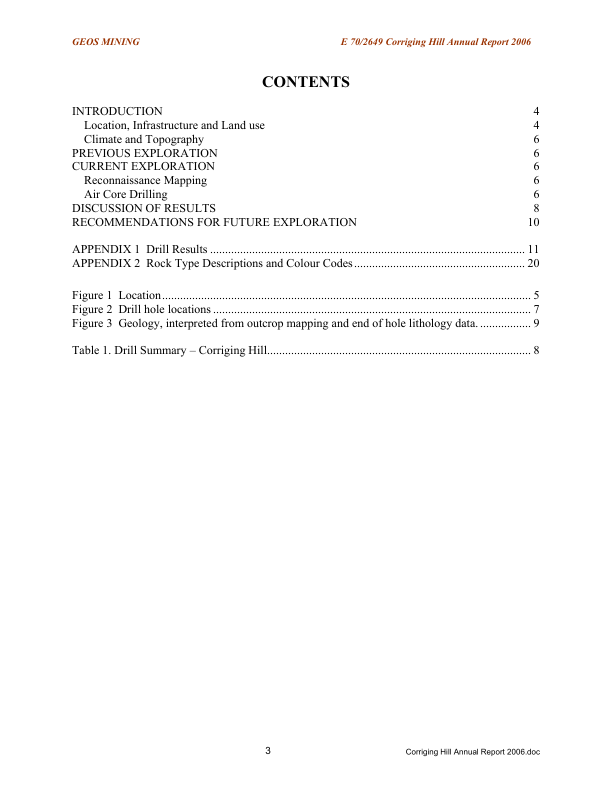 GEOS MINING E 70/2649 Corriging Hill Annual Report 2006
CONTENTS
INTRODUCTION 4
Location, Infrastructure and Land use 4
Climate and Topography 6
PREVIOUS EXPLORATION 6
CURRENT EXPLORATION 6
Reconnaissance Mapping 6
Air Core Drilling 6
DISCUSSION OF RESULTS 8
RECOMMENDATIONS FOR FUTURE EXPLORATION 10
APPENDIX 1 Drill Results ........................................................................................................ 11
APPENDIX 2 Rock Type Descriptions and Colour Codes ......................................................... 20
Figure 1 Location ........................................................................................................................... 5
Figure 2 Drill hole locations .......................................................................................................... 7
Figure 3 Geology, interpreted from outcrop mapping and end of hole lithology data. ................. 9
Table 1. Drill Summary – Corriging Hill........................................................................................ 8
3 Corriging Hill Annual Report 2006.doc